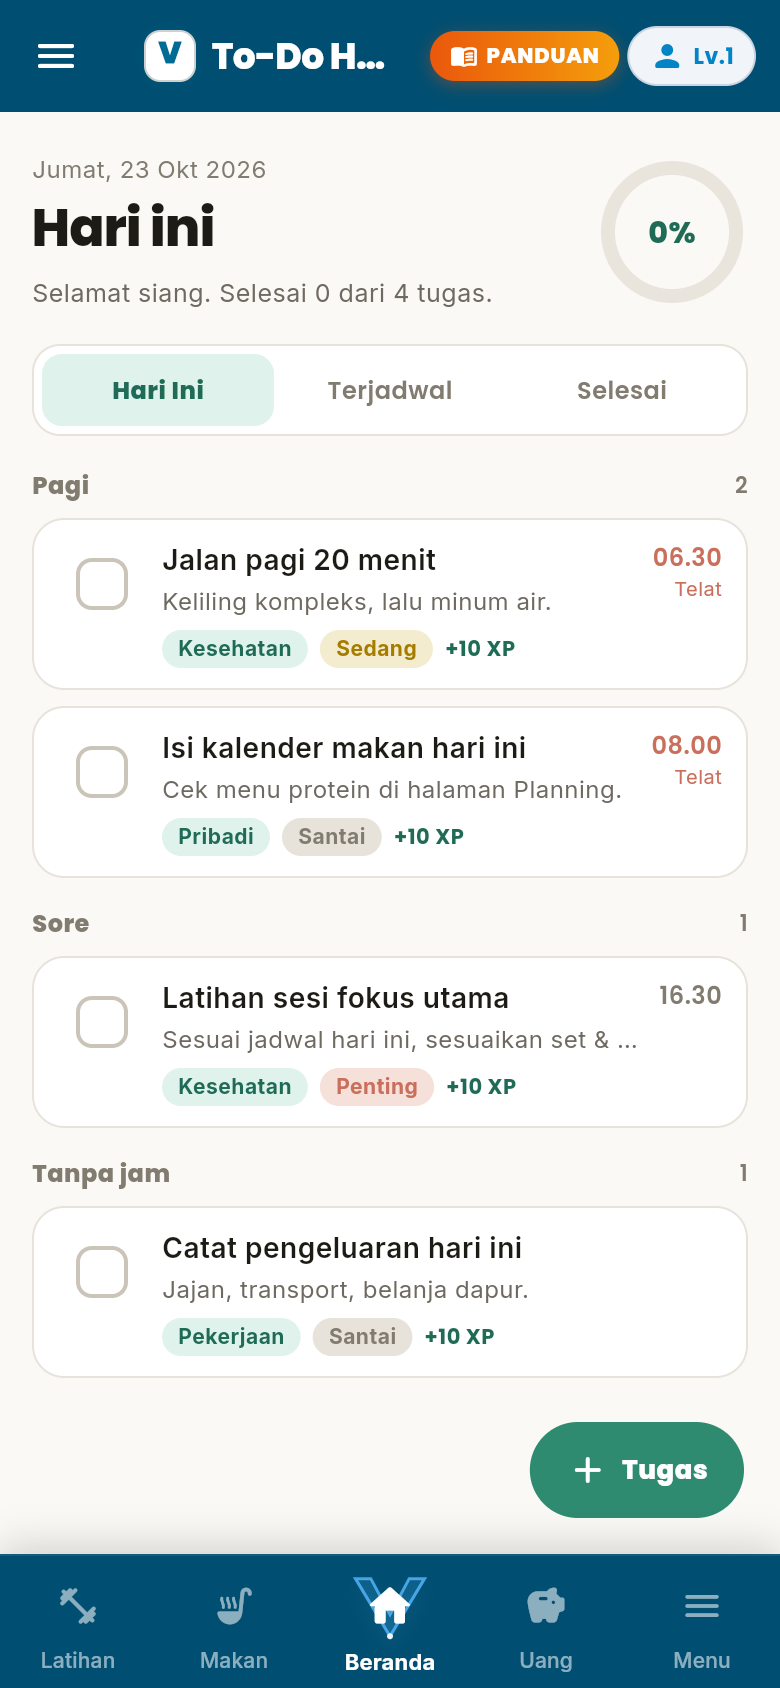 V To-Do H...
PANDUAN
Lv.1
Jumat, 23 Okt 2026
Hari ini
0%
Selamat siang. Selesai 0 dari 4 tugas.
Hari Ini Terjadwal Selesai
Pagi 2
Jalan pagi 20 menit 06.30
Keliling kompleks, lalu minum air. Telat
Kesehatan Sedang +10 XP
Isi kalender makan hari ini 08.00
Cek menu protein di halaman Planning. Telat
Pribadi Santai +10 XP
Sore 1
Latihan sesi fokus utama 16.30
Sesuai jadwal hari ini, sesuaikan set & ...
Kesehatan Penting +10 XP
Tanpa jam 1
Catat pengeluaran hari ini
Jajan, transport, belanja dapur.
Pekerjaan Santai +10 XP
+ Tugas
Latihan Makan Beranda Uang Menu